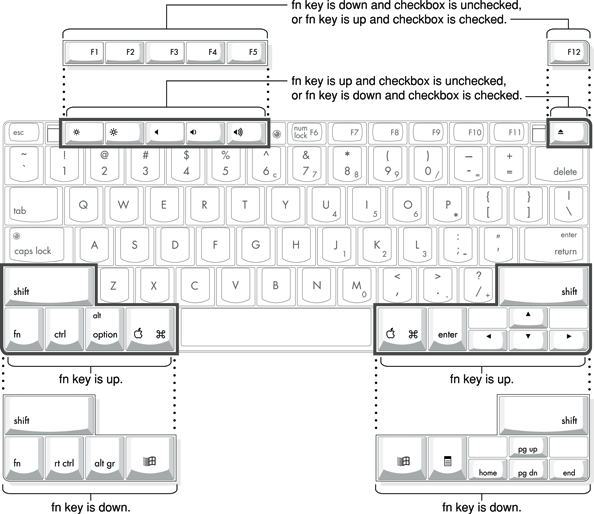 fn key is down and checkbox is unchecked,
or fn key is up and checkbox is checked.
F1 F2 F3 F4 F5 F12
fn key is up and checkbox is unchecked,
or fn key is down and checkbox is checked.
esc num lock F6 F7 F8 F9 F10 F11
~ ` ! 1 @ 2 # 3 $ 4 % 5 ^ 6 c & 7 7 * 8 8 ( 9 9 ) 0 / – - = + = delete
tab Q W E R T Y U 4 I 5 O 6 P * { [ } ] | \
caps lock A S D F G H J 1 K 2 L 3 : ; - " ' enter return
shift Z X C V B N M 0 < , > . . ? / + shift
fn ctrl alt option ⌘ ⌘ enter ◄ ▲ ▼ ►
fn key is up. fn key is up.
shift shift
fn rt ctrl alt gr home pg up pg dn end
fn key is down. fn key is down.